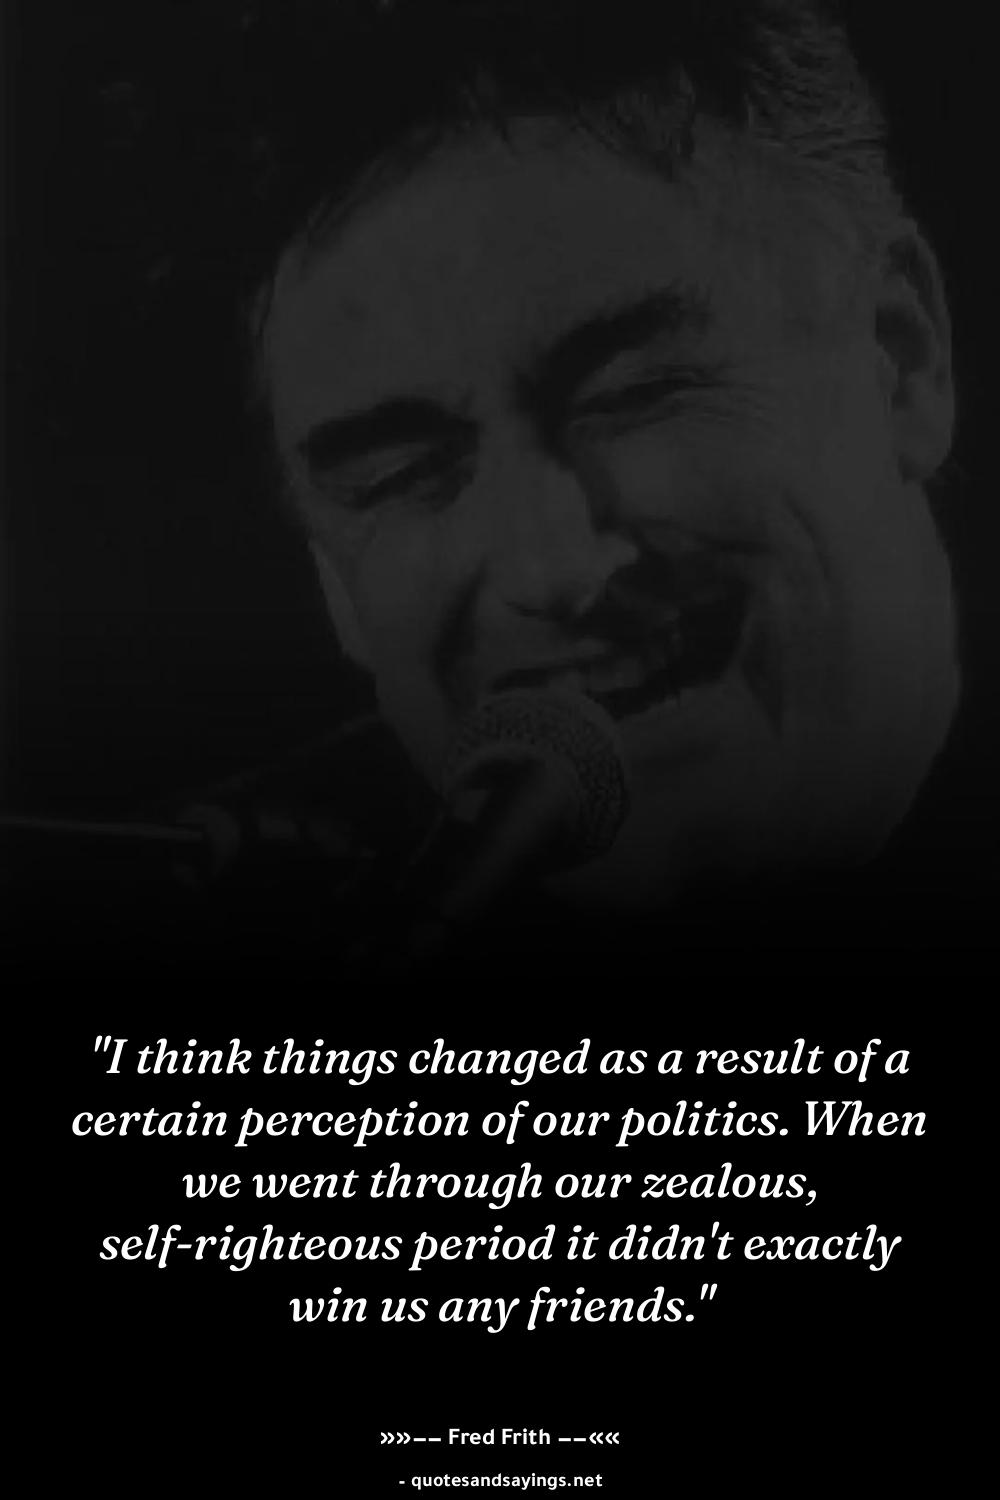 "I think things changed as a result of a
certain perception of our politics. When
we went through our zealous,
self-righteous period it didn't exactly
win us any friends."
»»−− Fred Frith −−««
- quotesandsayings.net